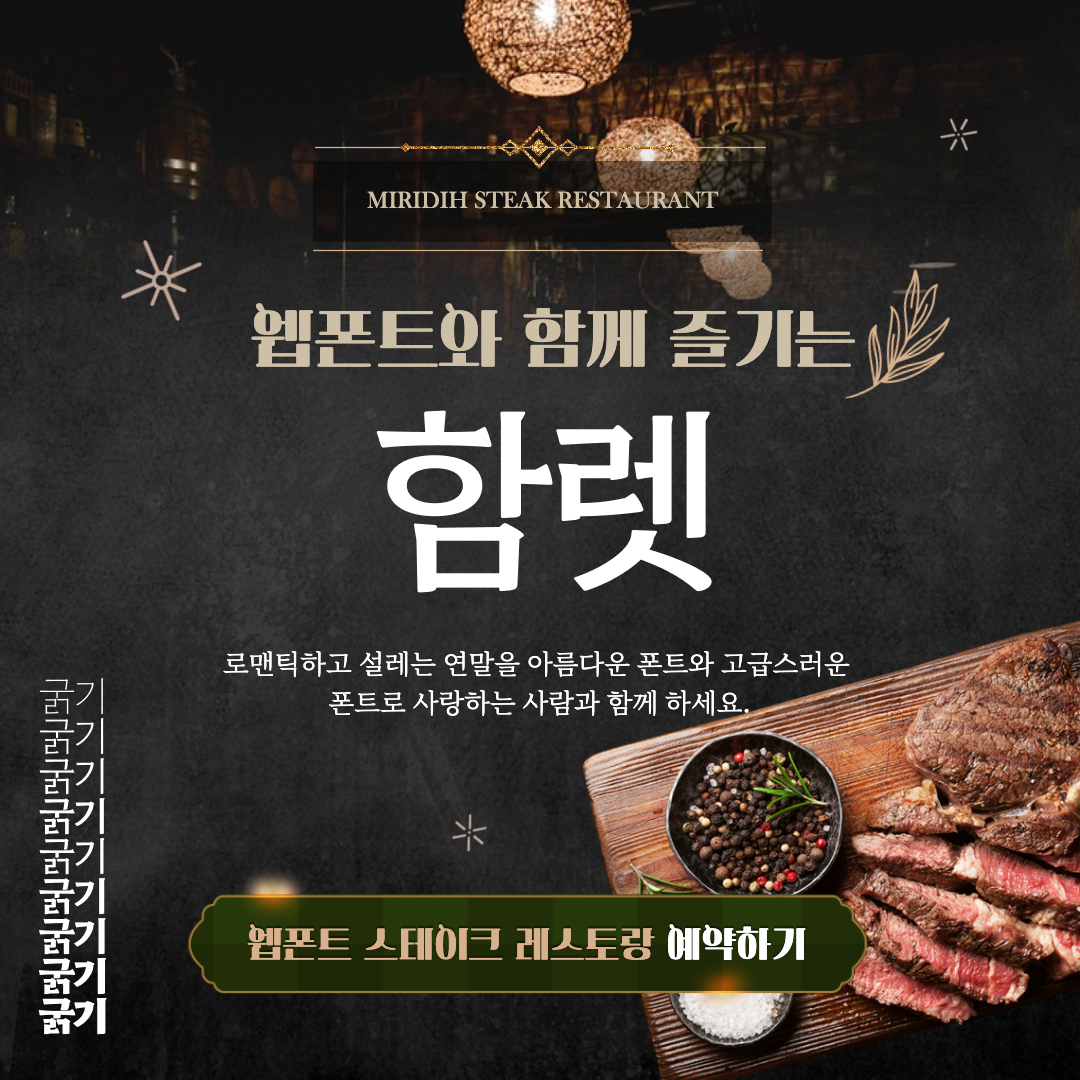 MIRIDIH STEAK RESTAURANT
웹폰트와 함께 즐기는
함렛
로맨틱하고 설레는 연말을 아름다운 폰트와 고급스러운
폰트로 사랑하는 사람과 함께 하세요.
굵기
굵기
굵기
굵기
굵기
굵기
굵기
굵기
굵기
웹폰트 스테이크 레스토랑 예약하기